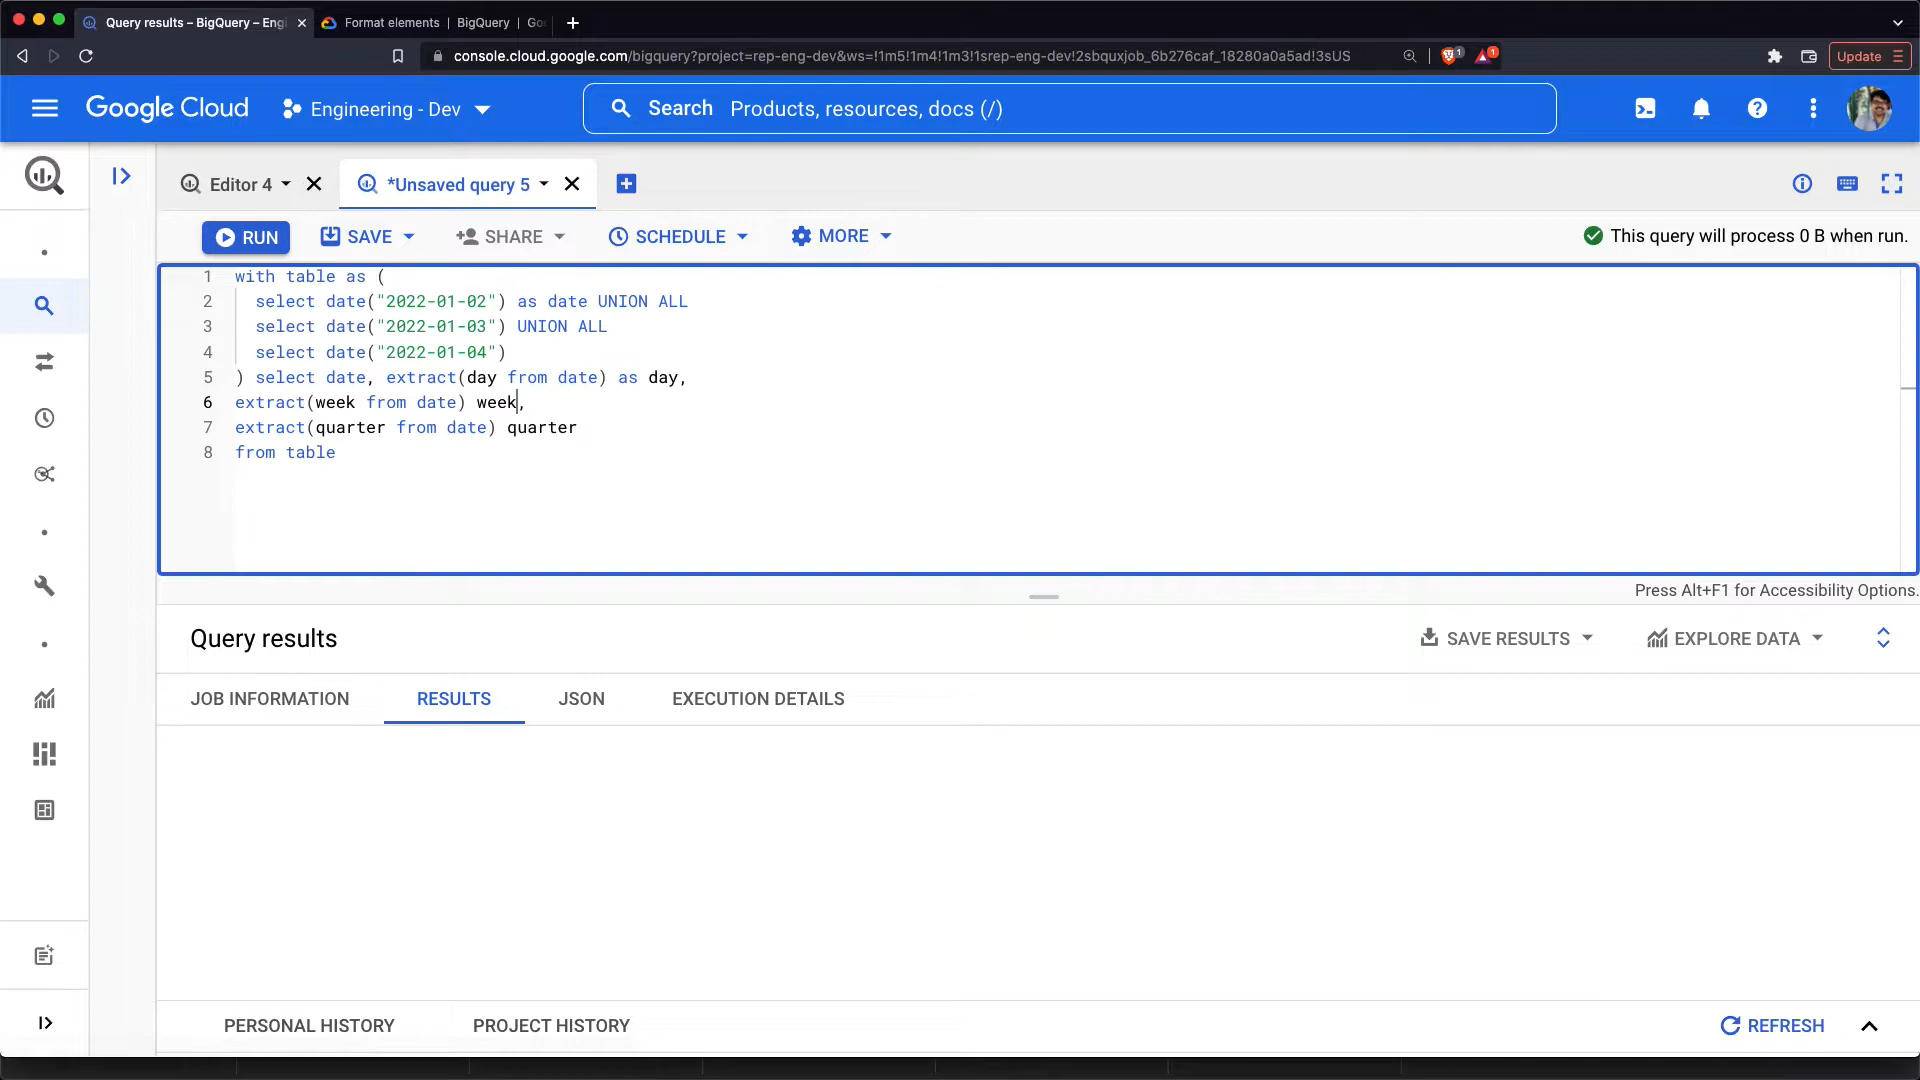 Query results – BigQuery – Engi
Format elements | BigQuery | Go
console.cloud.google.com/bigquery?project=rep-eng-dev&ws=!1m5!1m4!1m3!1srep-eng-dev!2sbquxjob_6b276caf_18280a0a5ad!3sUS
1
1
Update
Google Cloud
Engineering - Dev
Search Products, resources, docs (/)
Editor 4
*Unsaved query 5
RUN
SAVE
SHARE
SCHEDULE
MORE
This query will process 0 B when run.
1 with table as (
2 select date("2022-01-02") as date UNION ALL
3 select date("2022-01-03") UNION ALL
4 select date("2022-01-04")
5 ) select date, extract(day from date) as day,
6 extract(week from date) week,
7 extract(quarter from date) quarter
8 from table
Press Alt+F1 for Accessibility Options.
Query results
SAVE RESULTS
EXPLORE DATA
JOB INFORMATION
RESULTS
JSON
EXECUTION DETAILS
PERSONAL HISTORY
PROJECT HISTORY
REFRESH